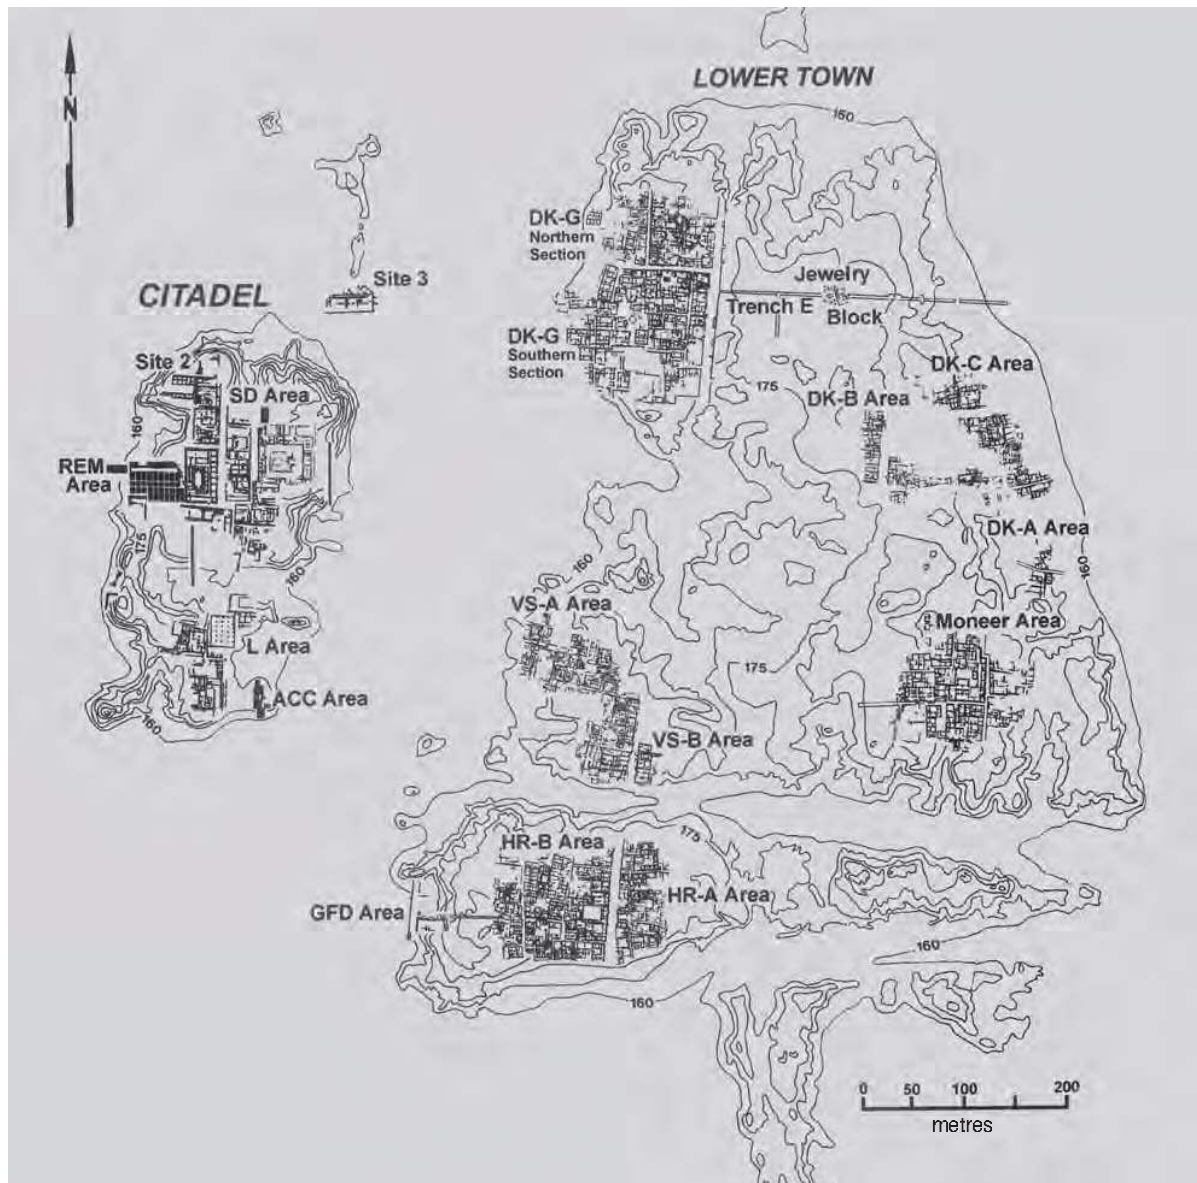 LOWER TOWN
160
N
DK-G
Northern
Section
Site 3
Jewelry
CITADEL
Trench E
Block
DK-G
Southern
Section
Site 2
DK-C Area
175
SD Area
DK-B Area
160
REM
Area
DK-A Area
175
160
160
160
VS-A Area
Moneer Area
L Area
175
ACC Area
160
VS-B Area
175
HR-B Area
HR-A Area
GFD Area
160
160
0 50 100 200
metres